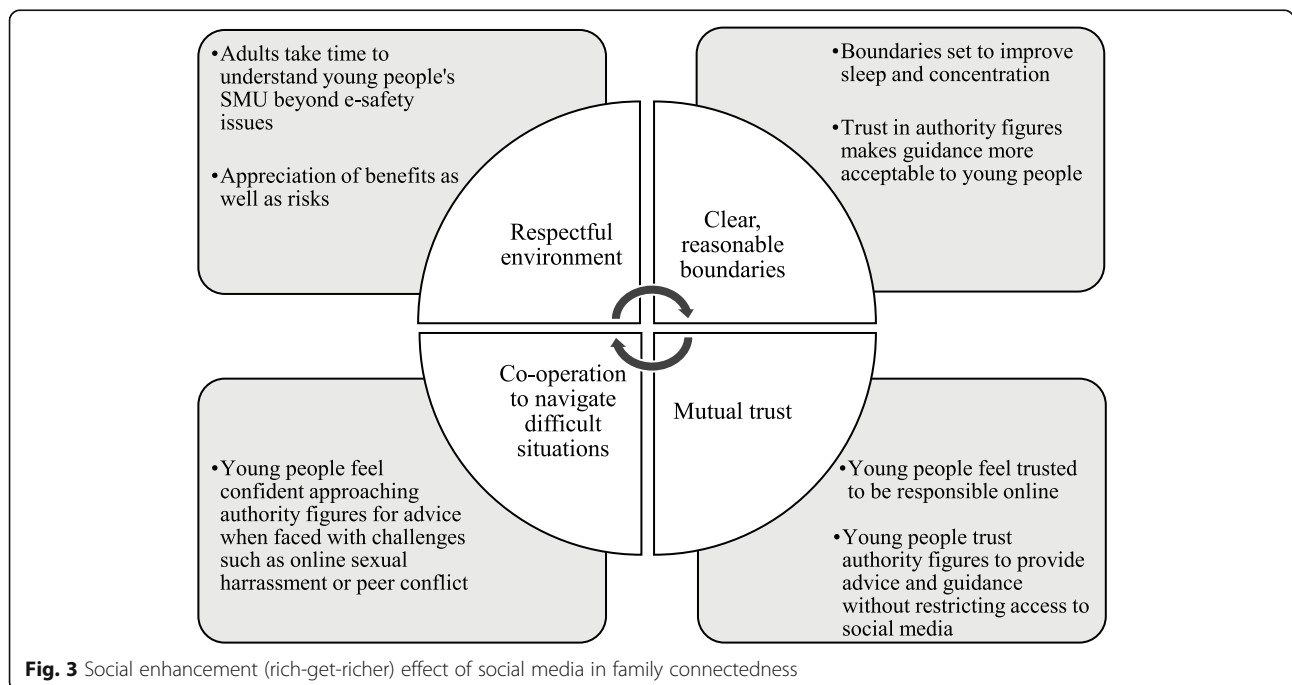 •Adults take time to
understand young people's
SMU beyond e-safety
issues
•Appreciation of benefits as
well as risks
•Boundaries set to improve
sleep and concentration
•Trust in authority figures
makes guidance more
acceptable to young people
Respectful
environment
Clear,
reasonable
boundaries
Co-operation
to navigate
difficult
situations
Mutual trust
•Young people feel
confident approaching
authority figures for advice
when faced with challenges
such as online sexual
harrassment or peer conflict
•Young people feel trusted
to be responsible online
•Young people trust
authority figures to provide
advice and guidance
without restricting access to
social media
Fig. 3 Social enhancement (rich-get-richer) effect of social media in family connectedness